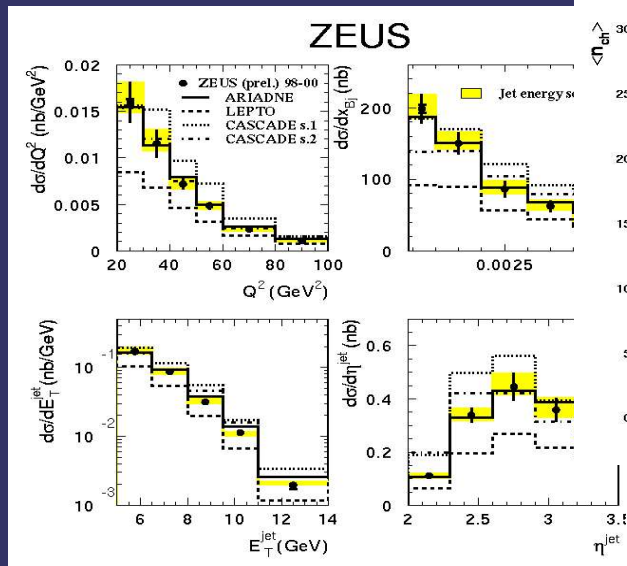 ZEUS
<n_ch>
dσ/dQ² (nb/GeV²)
0.02
0.015
0.01
0.005
0
ZEUS (prel.) 98-00
ARIADNE
LEPTO
CASCADE s.1
CASCADE s.2
20 40 60 80 100
Q² (GeV²)
dσ/dx_Bj (nb)
200
100
0
Jet energy sc
0.0025
30
25
20
15
10
5
0
dσ/dE_T^jet (nb/GeV)
10⁻¹
10⁻²
10⁻³
6 8 10 12 14
E_T^jet (GeV)
dσ/dη^jet (nb)
0.6
0.4
0.2
0
2 2.5 3 3.5
η^jet